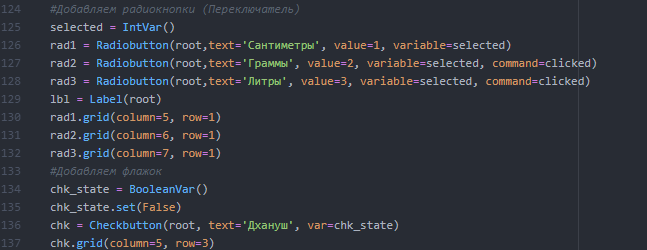 124 #Добавляем радиокнопки (Переключатель)
125 selected = IntVar()
126 rad1 = Radiobutton(root,text='Сантиметры', value=1, variable=selected)
127 rad2 = Radiobutton(root,text='Граммы', value=2, variable=selected, command=clicked)
128 rad3 = Radiobutton(root,text='Литры', value=3, variable=selected, command=clicked)
129 lbl = Label(root)
130 rad1.grid(column=5, row=1)
131 rad2.grid(column=6, row=1)
132 rad3.grid(column=7, row=1)
133 #Добавляем флажок
134 chk_state = BooleanVar()
135 chk_state.set(False)
136 chk = Checkbutton(root, text='Дхануш', var=chk_state)
137 chk.grid(column=5, row=3)